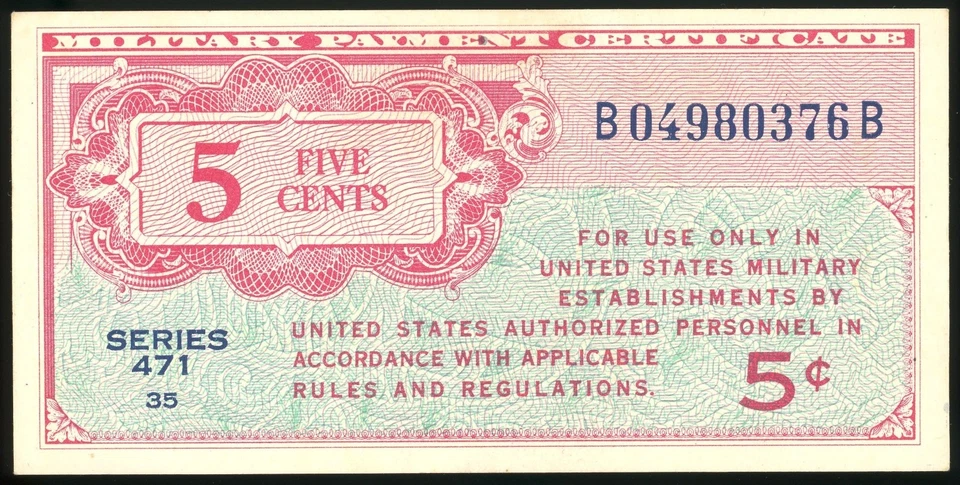 MILITARY PAYMENT CERTIFICATE
B04980376B
5 FIVE
CENTS
FOR USE ONLY IN
UNITED STATES MILITARY
ESTABLISHMENTS BY
UNITED STATES AUTHORIZED PERSONNEL IN
ACCORDANCE WITH APPLICABLE
RULES AND REGULATIONS.
SERIES
471
35
5¢